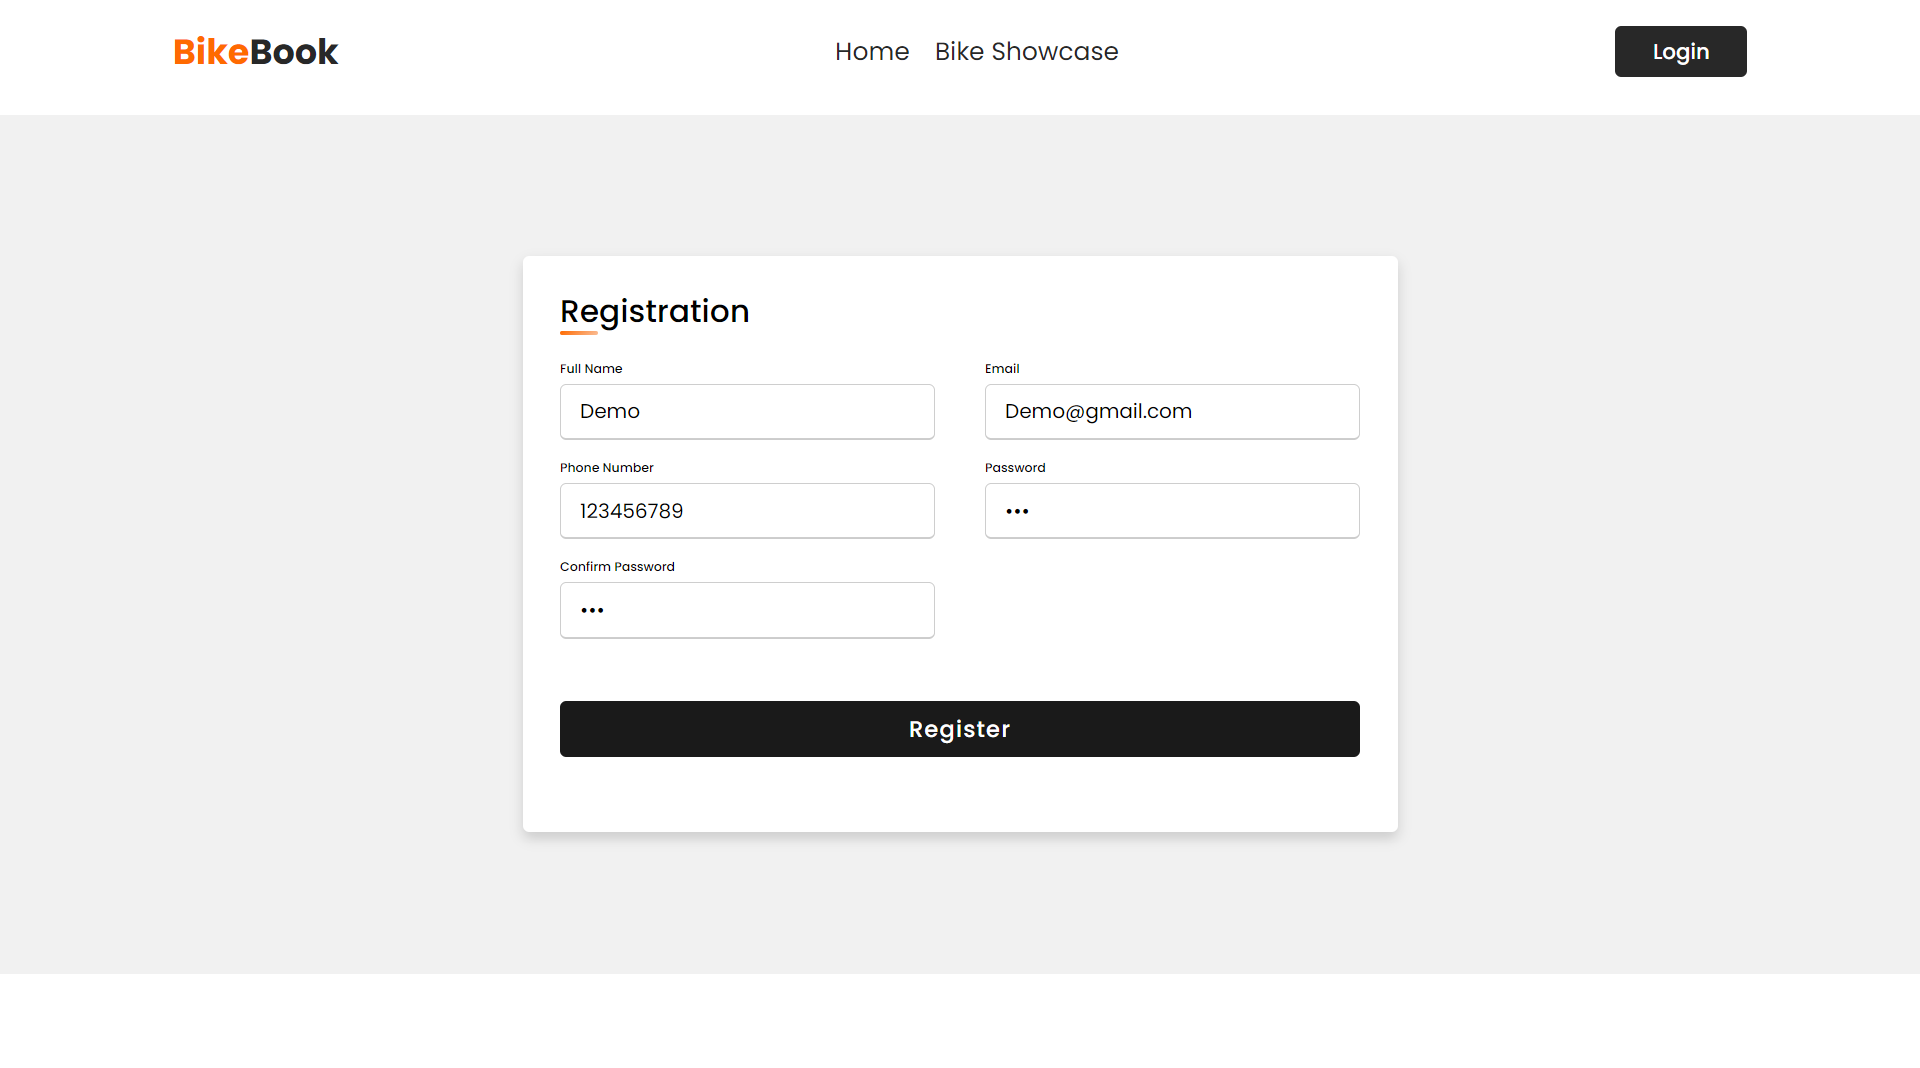 BikeBook
Home Bike Showcase
Login
Registration
Full Name
Demo
Email
Demo@gmail.com
Phone Number
123456789
Password
•••
Confirm Password
•••
Register